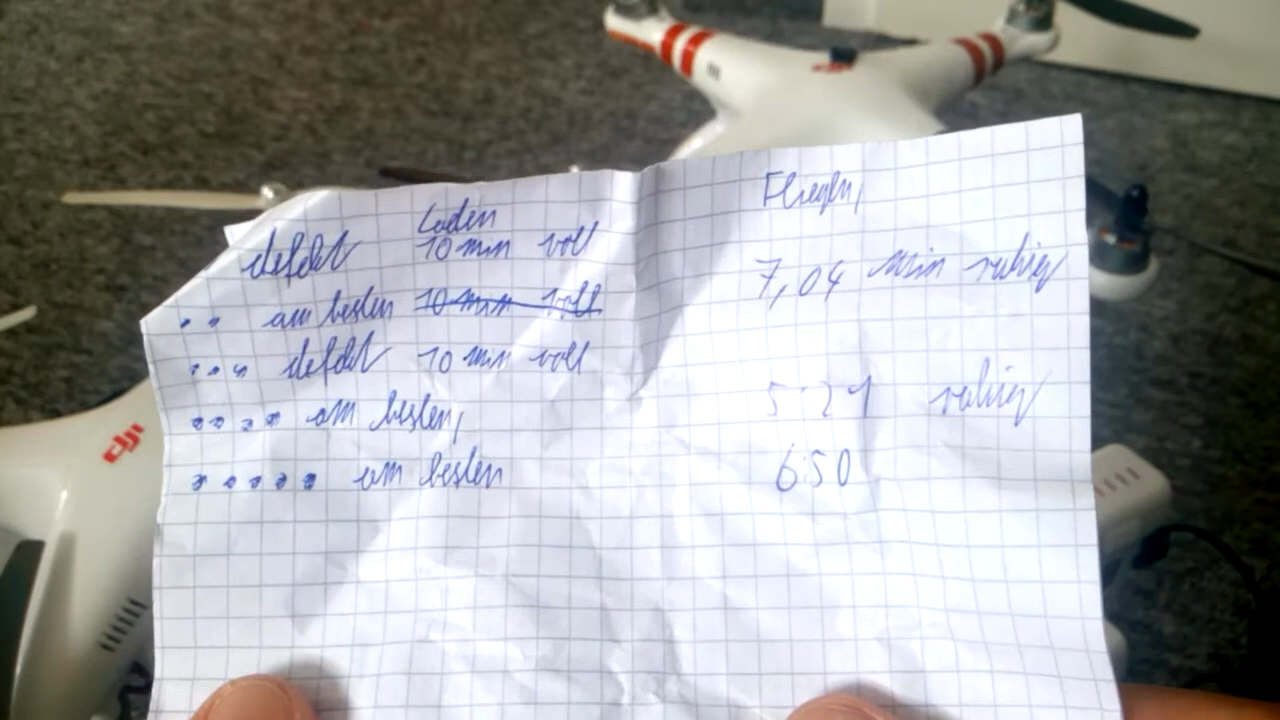 Laden
Fliegen,
defekt 10 min voll
•• am besten 10 min voll 7,04 min ruhig
••• defekt 10 min voll
•••• am besten, 5:21 ruhig
••••• am besten 6:50
dji